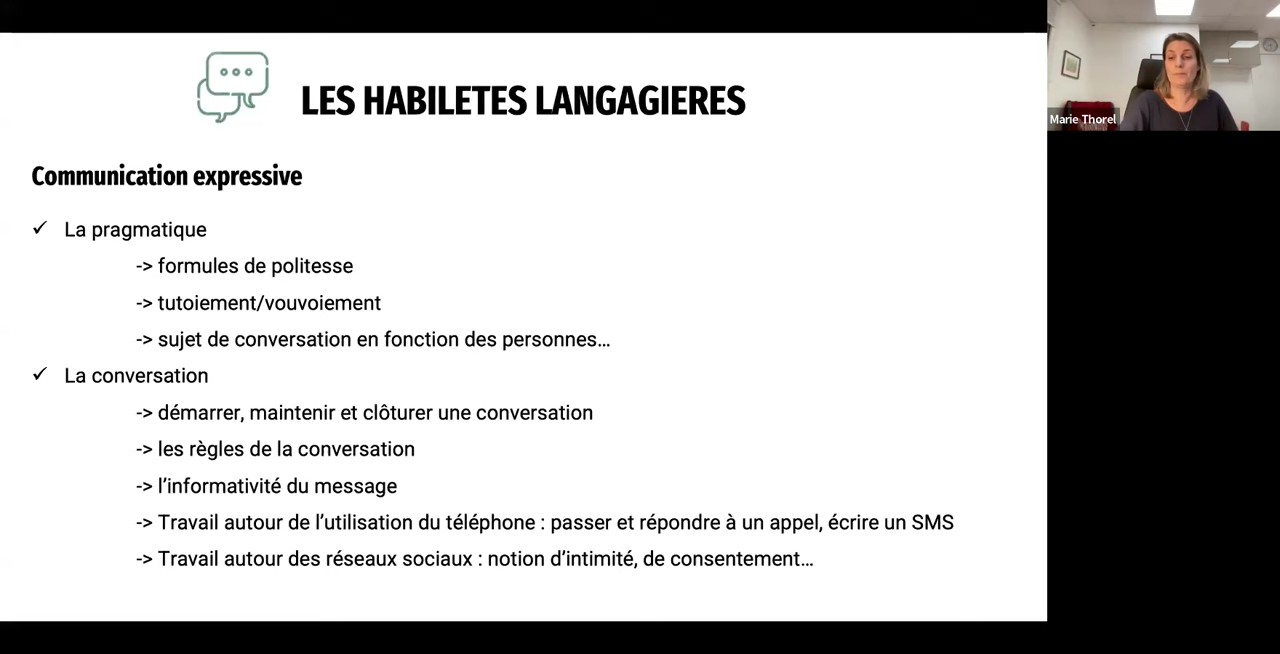 LES HABILETES LANGAGIERES
Marie Thorel
Communication expressive
✓ La pragmatique
-> formules de politesse
-> tutoiement/vouvoiement
-> sujet de conversation en fonction des personnes…
✓ La conversation
-> démarrer, maintenir et clôturer une conversation
-> les règles de la conversation
-> l’informativité du message
-> Travail autour de l’utilisation du téléphone : passer et répondre à un appel, écrire un SMS
-> Travail autour des réseaux sociaux : notion d’intimité, de consentement…